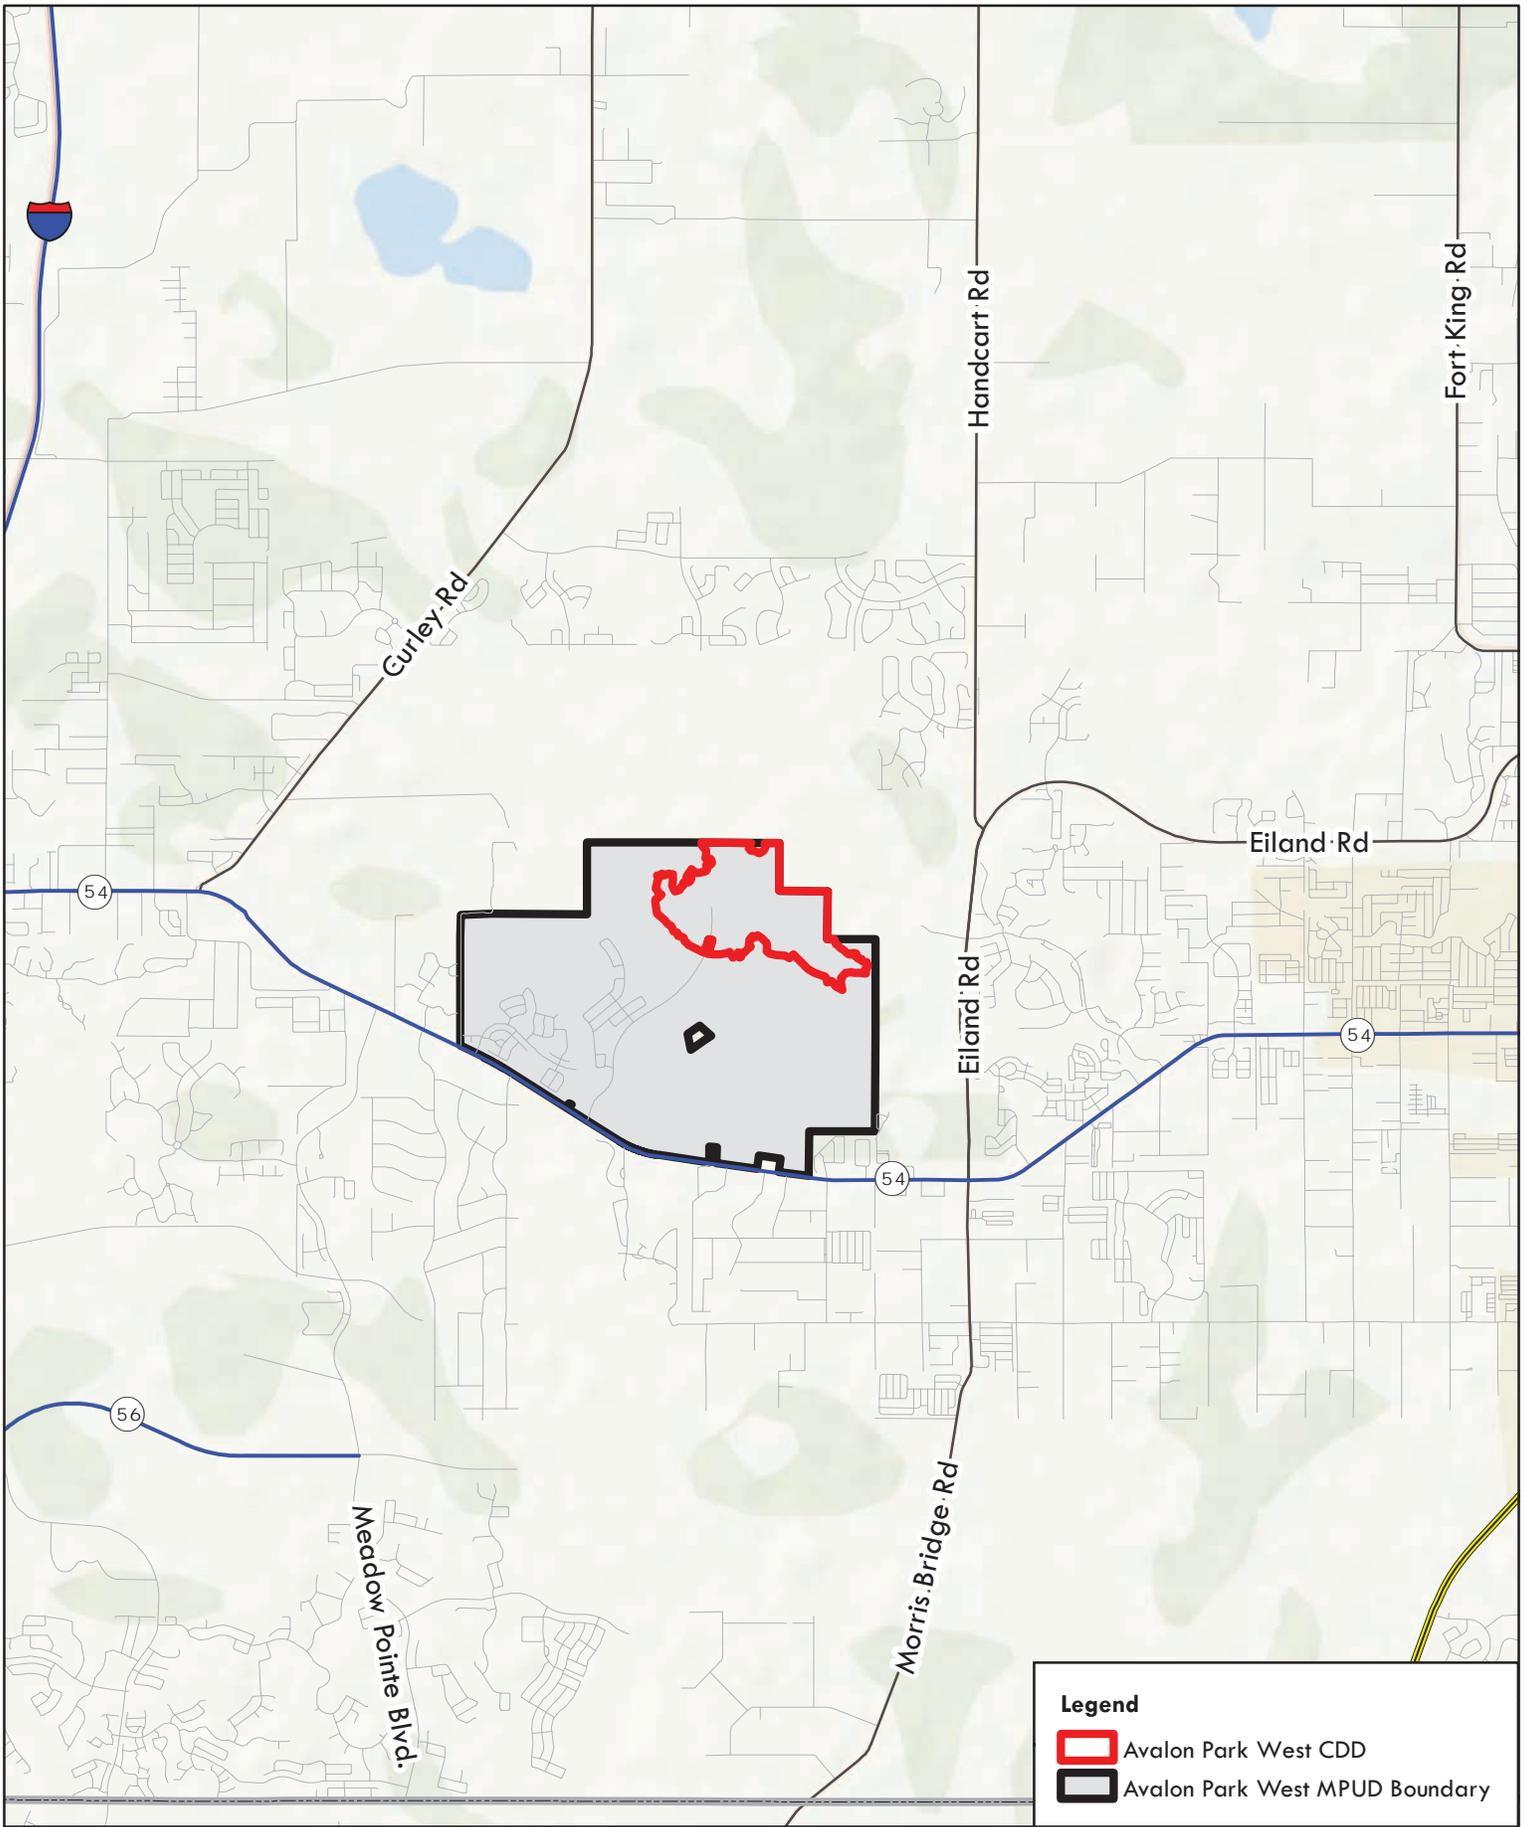 Handcart Rd
Fort King Rd
Curley Rd
Eiland Rd
54
Eiland Rd
54
54
56
Meadow Pointe Blvd.
Morris Bridge Rd
Legend
Avalon Park West CDD
Avalon Park West MPUD Boundary